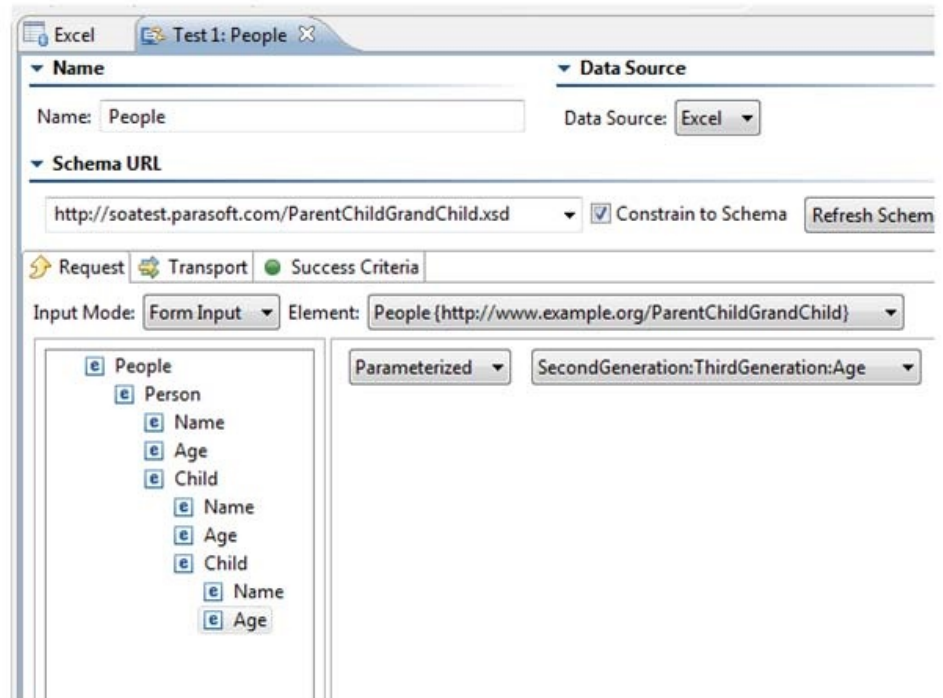 Excel Test 1: People
Name Data Source
Name: People Data Source: Excel
Schema URL
http://soatest.parasoft.com/ParentChildGrandChild.xsd Constrain to Schema Refresh Schem
Request Transport Success Criteria
Input Mode: Form Input Element: People {http://www.example.org/ParentChildGrandChild}
People Parameterized SecondGeneration:ThirdGeneration:Age
Person
Name
Age
Child
Name
Age
Child
Name
Age